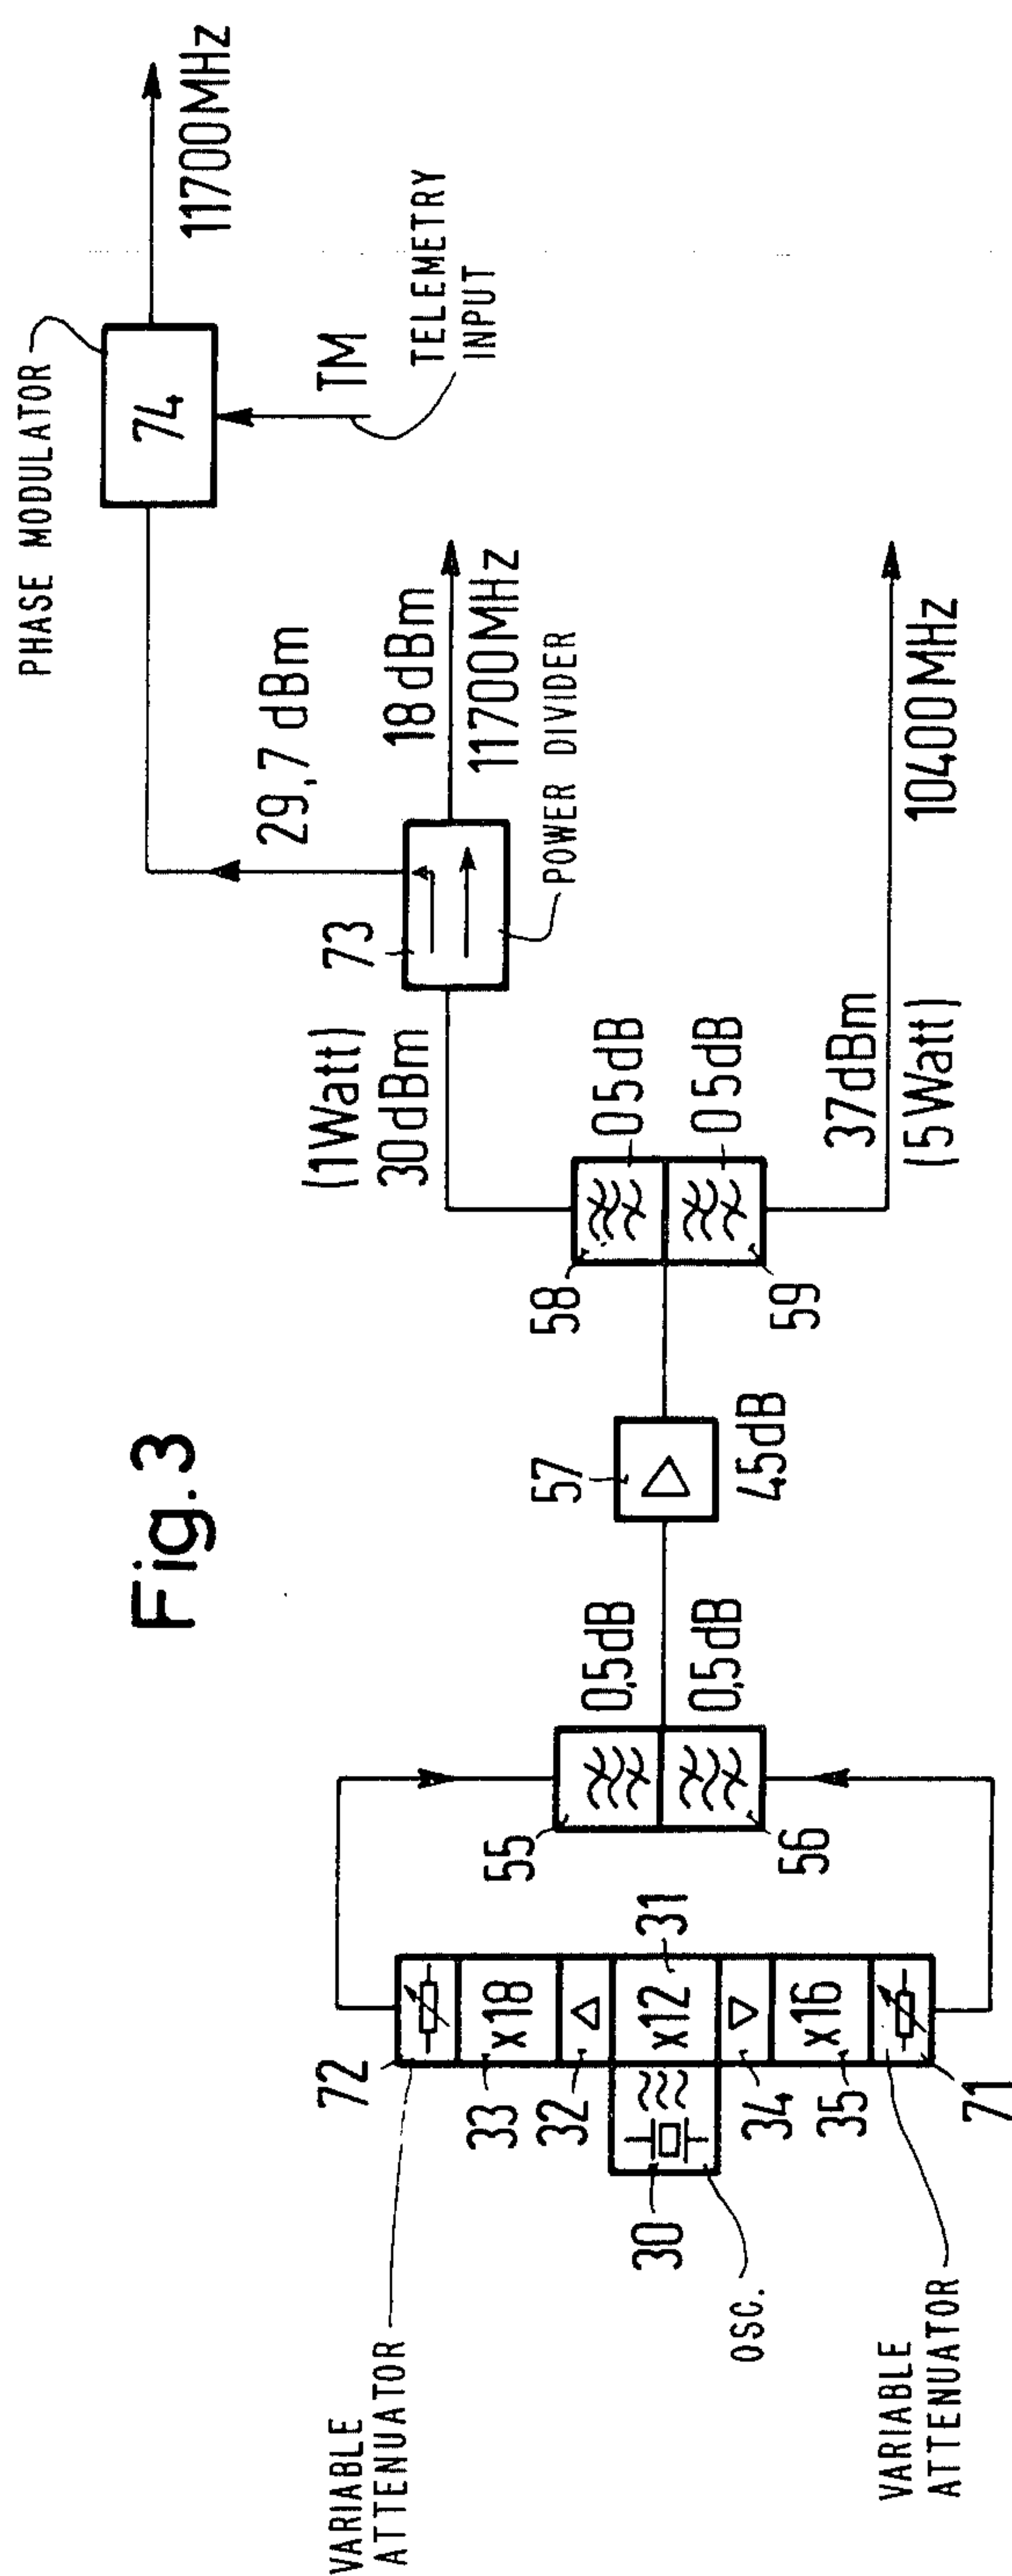 Fig. 3
VARIABLE
ATTENUATOR
72
x18
33
32
x12
31
30
OSC.
34
x16
35
71
VARIABLE
ATTENUATOR
55
0,5dB
0,5dB
56
57
45dB
58
0 5dB
0 5dB
59
(1Watt)
30dBm
37dBm
(5Watt)
10400MHz
73
29,7 dBm
18 dBm
11700MHz
POWER DIVIDER
PHASE MODULATOR
74
TM
TELEMETRY
INPUT
11700MHz